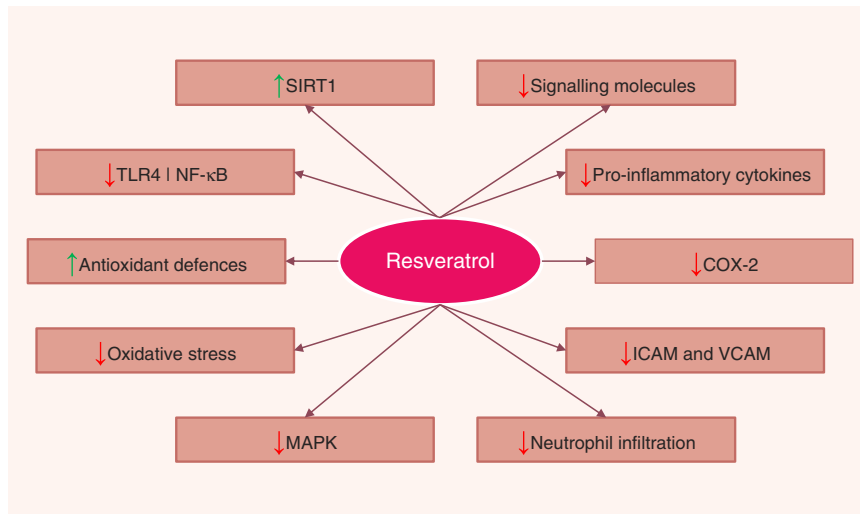 ↑SIRT1
↓Signalling molecules
↓TLR4 | NF-κB
↓Pro-inflammatory cytokines
↑Antioxidant defences
Resveratrol
↓COX-2
↓Oxidative stress
↓ICAM and VCAM
↓MAPK
↓Neutrophil infiltration